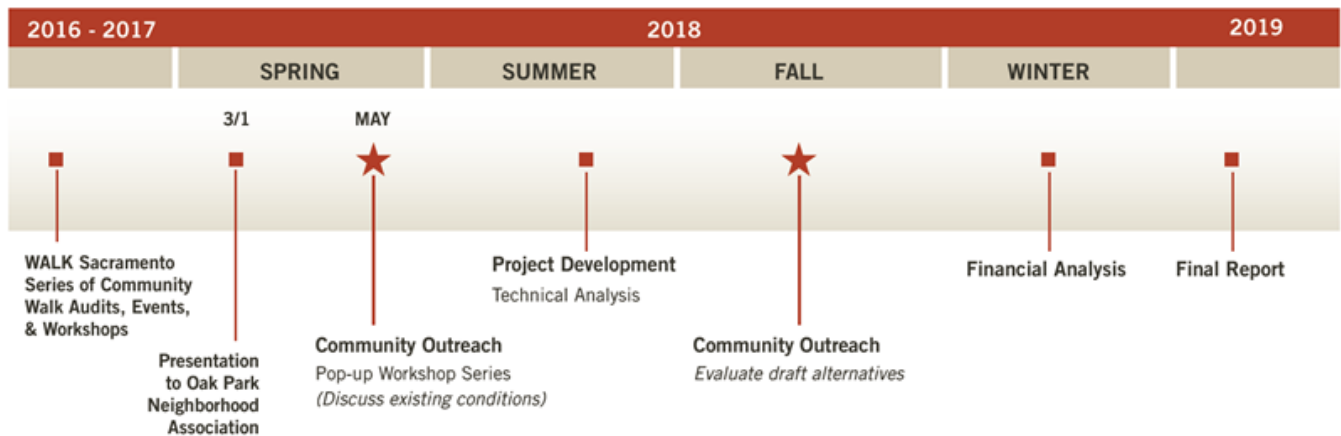 2016 - 2017
2018
2019
SPRING
SUMMER
FALL
WINTER
3/1
MAY
WALK Sacramento
Series of Community
Walk Audits, Events,
& Workshops
Presentation
to Oak Park
Neighborhood
Association
Community Outreach
Pop-up Workshop Series
(Discuss existing conditions)
Project Development
Technical Analysis
Community Outreach
Evaluate draft alternatives
Financial Analysis
Final Report